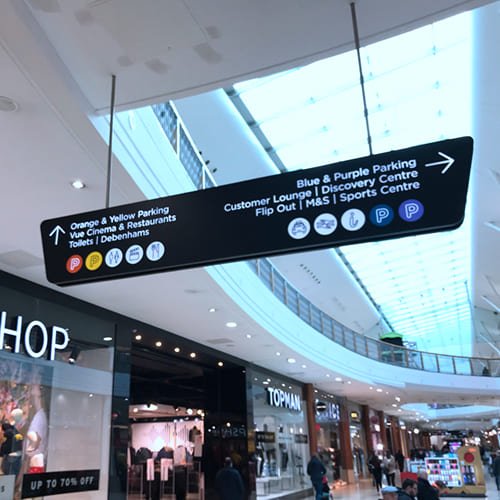 Orange & Yellow Parking
Vue Cinema & Restaurants
Toilets | Debenhams
P P
Blue & Purple Parking
Customer Lounge | Discovery Centre
Flip Out | M&S | Sports Centre
i P P
HOP
UP TO 70% OFF
TOPMAN